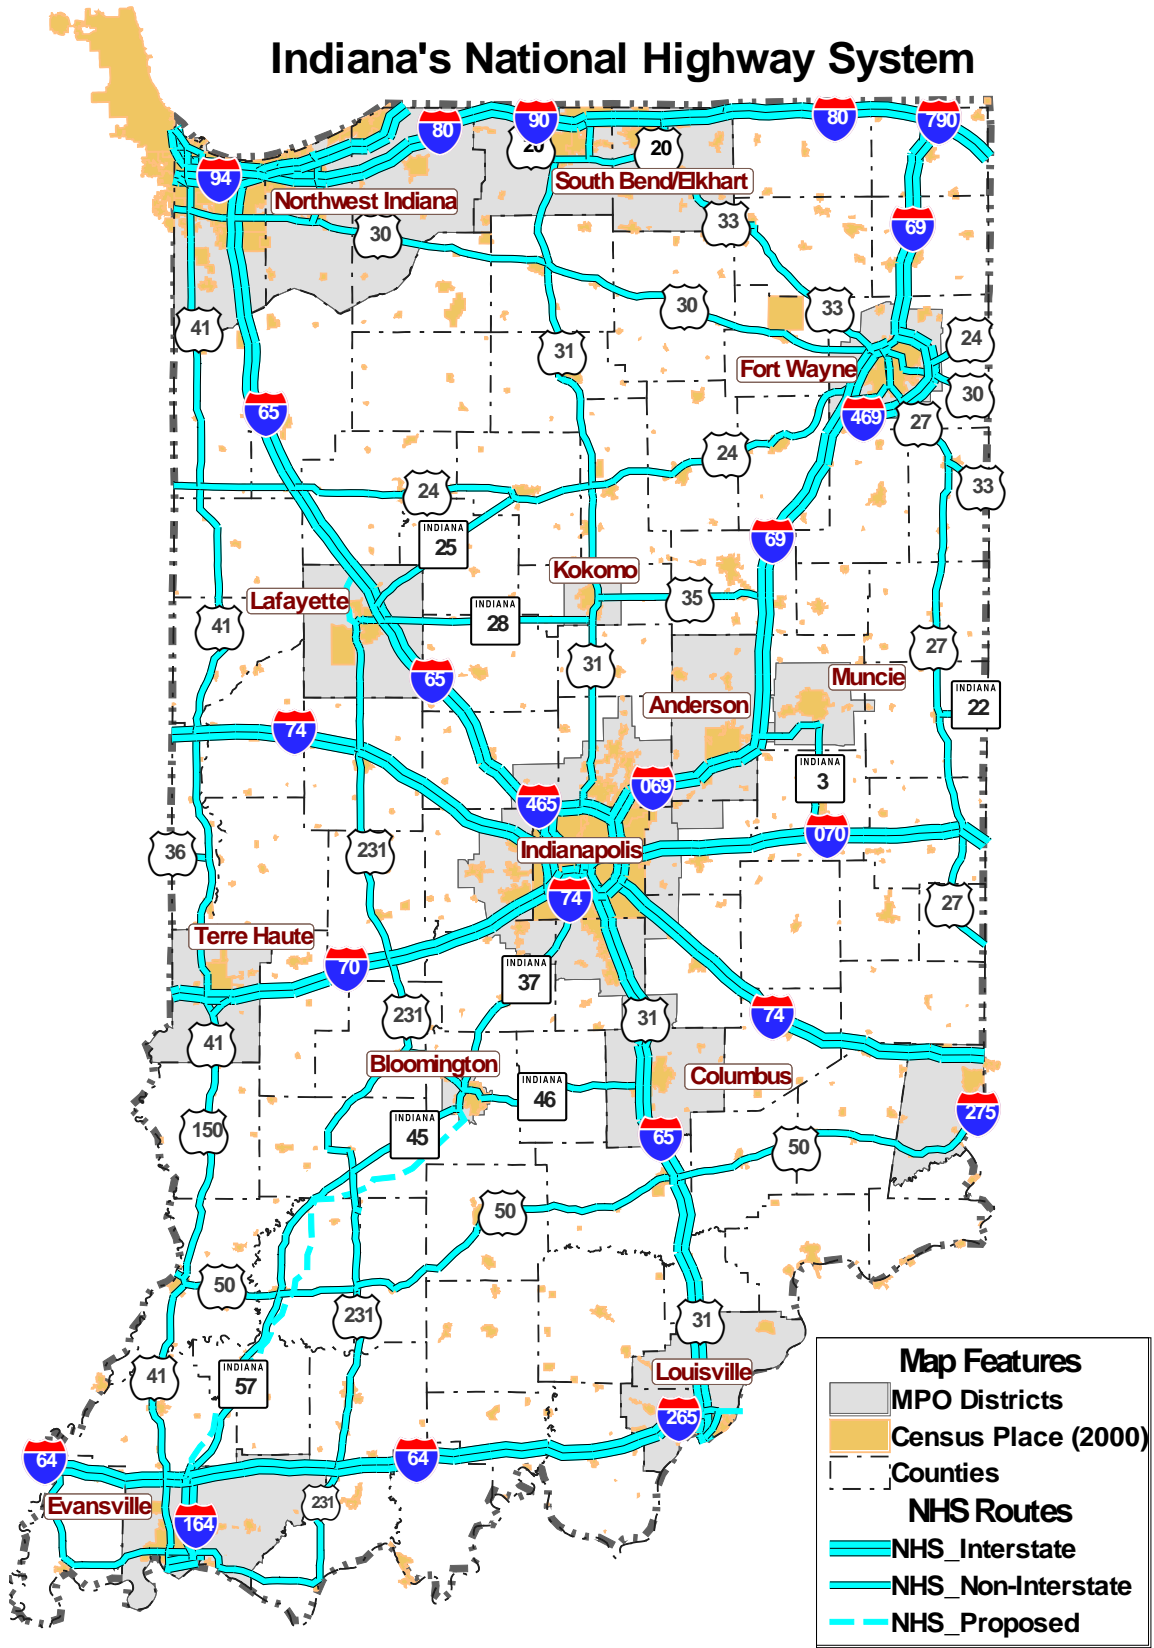 Indiana's National Highway System
80
90
80
790
20
20
94
South Bend/Elkhart
Northwest Indiana
33
69
30
30
33
41
24
31
Fort Wayne
30
65
469
27
24
24
33
INDIANA
25
69
Kokomo
Lafayette
35
INDIANA
28
41
27
31
65
Muncie
INDIANA
22
Anderson
74
INDIANA
3
069
465
070
36
231
Indianapolis
74
27
Terre Haute
70
INDIANA
37
231
31
74
41
Bloomington
Columbus
INDIANA
46
275
150
INDIANA
45
65
50
50
50
231
31
41
INDIANA
57
Louisville
265
64
64
Evansville
231
164
Map Features
MPO Districts
Census Place (2000)
Counties
NHS Routes
NHS_Interstate
NHS_Non-Interstate
NHS_Proposed